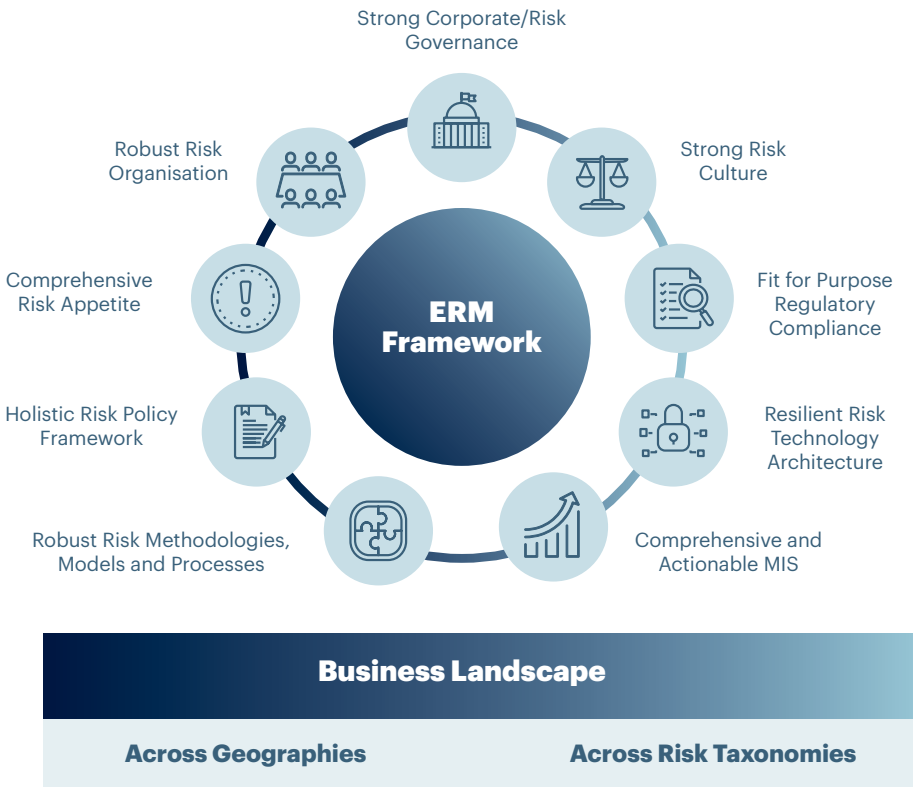 Strong Corporate/Risk
Governance
Robust Risk
Organisation
Strong Risk
Culture
Comprehensive
Risk Appetite
Fit for Purpose
Regulatory
Compliance
ERM
Framework
Holistic Risk Policy
Framework
Resilient Risk
Technology
Architecture
Robust Risk Methodologies,
Models and Processes
Comprehensive and
Actionable MIS
Business Landscape
Across Geographies
Across Risk Taxonomies